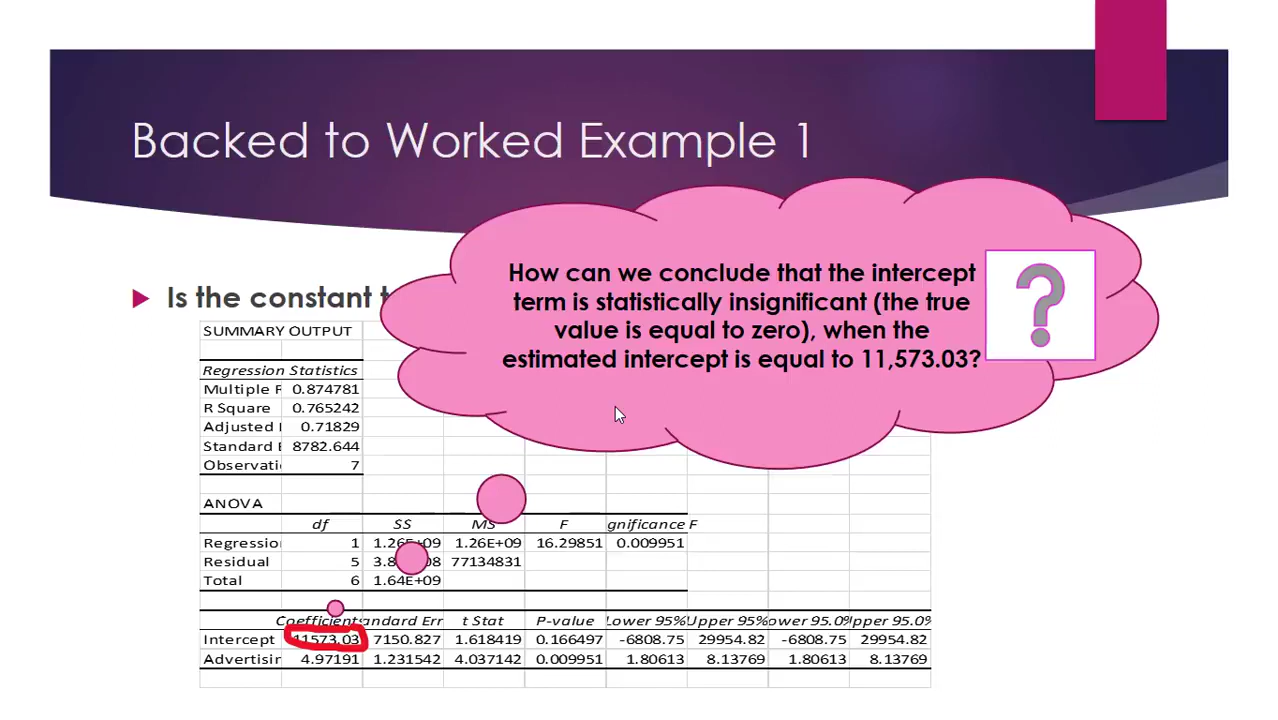 Backed to Worked Example 1
How can we conclude that the intercept
term is statistically insignificant (the true
value is equal to zero), when the
estimated intercept is equal to 11,573.03?
?
Is the constant t
SUMMARY OUTPUT
Regression Statistics
Multiple R 0.874781
R Square 0.765242
Adjusted 0.71829
Standard E 8782.644
Observati 7
ANOVA
df SS MS F gnificance F
Regressio 1 1.26E+09 1.26E+09 16.29851 0.009951
Residual 5 77134831
Total 6 1.64E+09
Coefficients andard Err t Stat P-value Lower 95% Upper 95% ower 95.0% pper 95.0%
Intercept 11573.03 7150.827 1.618419 0.166497 -6808.75 29954.82 -6808.75 29954.82
Advertisin 4.97191 1.231542 4.037142 0.009951 1.80613 8.13769 1.80613 8.13769